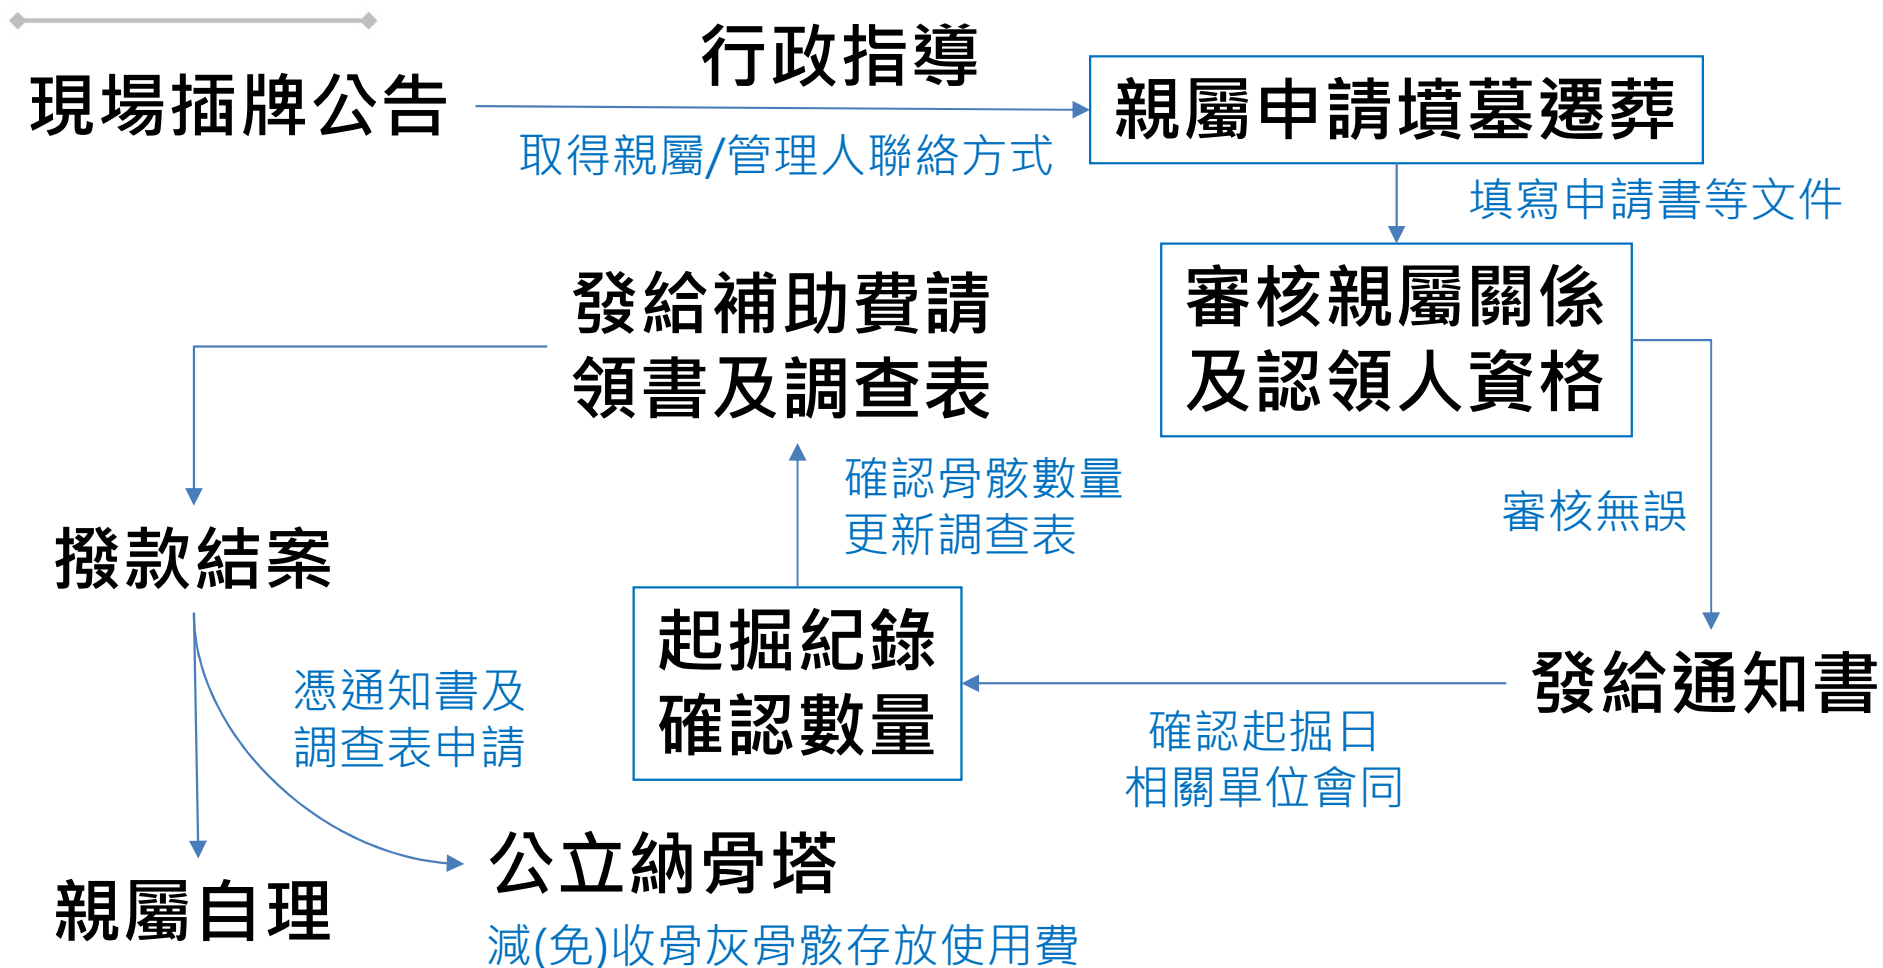 現場插牌公告
行政指導
取得親屬/管理人聯絡方式
親屬申請墳墓遷葬
填寫申請書等文件
審核親屬關係
及認領人資格
審核無誤
發給通知書
確認起掘日
相關單位會同
起掘紀錄
確認數量
確認骨骸數量
更新調查表
發給補助費請
領書及調查表
撥款結案
憑通知書及
調查表申請
親屬自理
公立納骨塔
減(免)收骨灰骨骸存放使用費